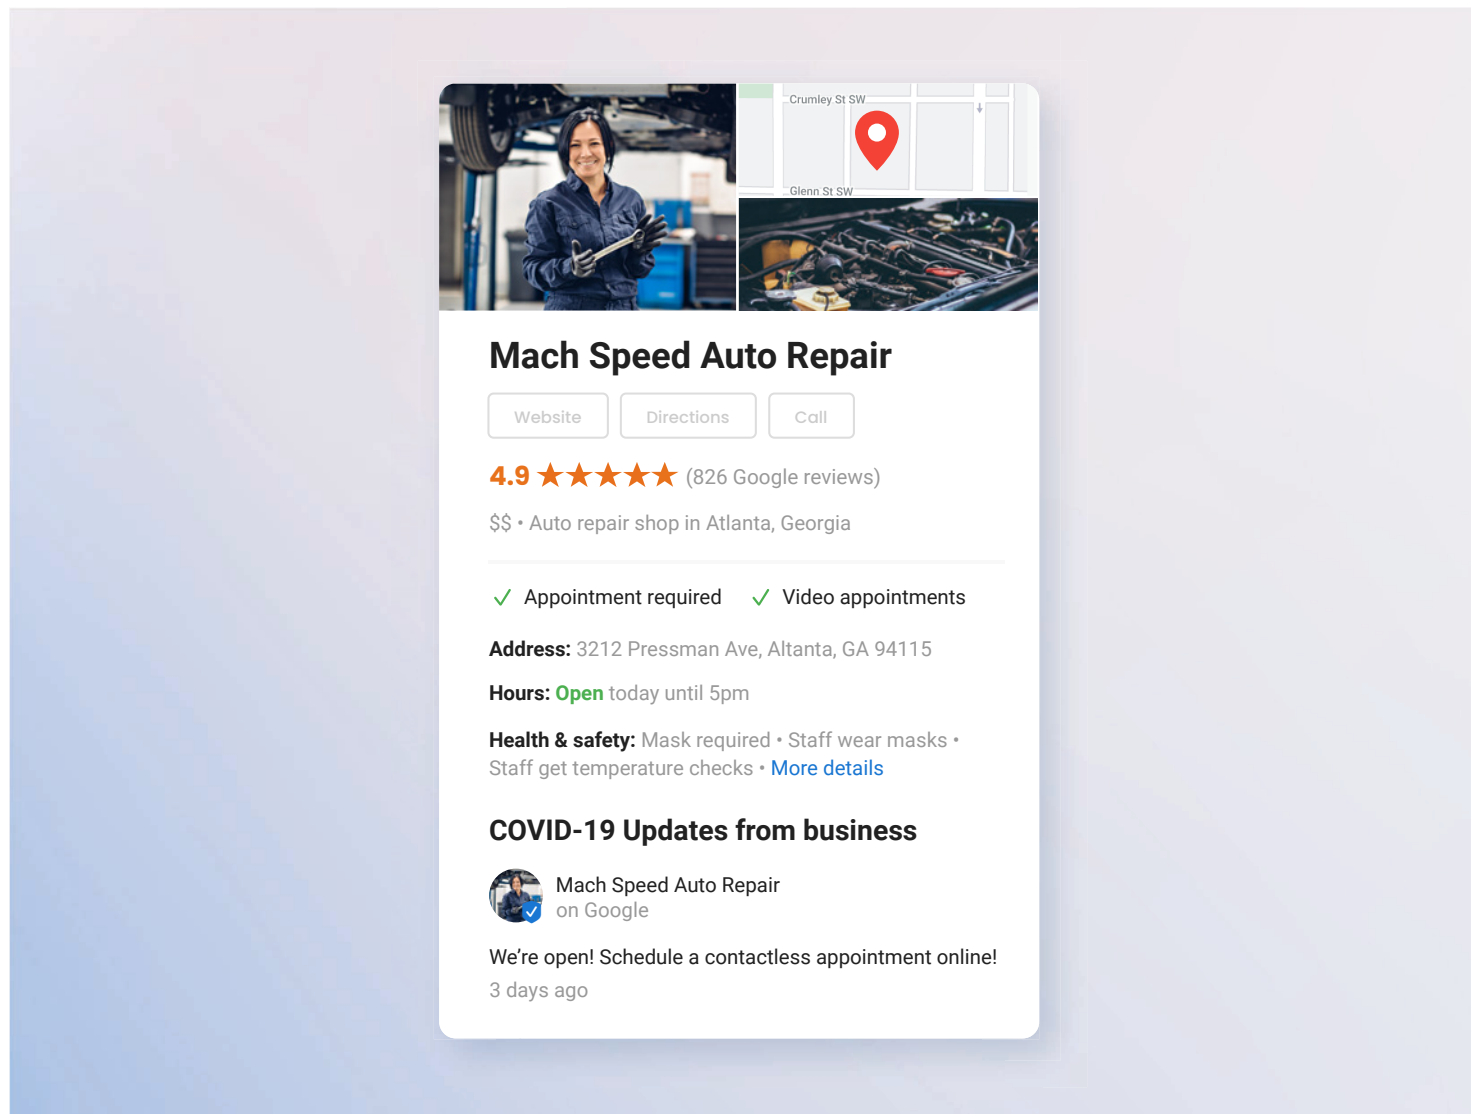 Crumley St SW
Glenn St SW
Mach Speed Auto Repair
Website Directions Call
4.9 ★★★★★ (826 Google reviews)
$$ • Auto repair shop in Atlanta, Georgia
✓ Appointment required ✓ Video appointments
Address: 3212 Pressman Ave, Altanta, GA 94115
Hours: Open today until 5pm
Health & safety: Mask required • Staff wear masks •
Staff get temperature checks • More details
COVID-19 Updates from business
Mach Speed Auto Repair
on Google
We’re open! Schedule a contactless appointment online!
3 days ago